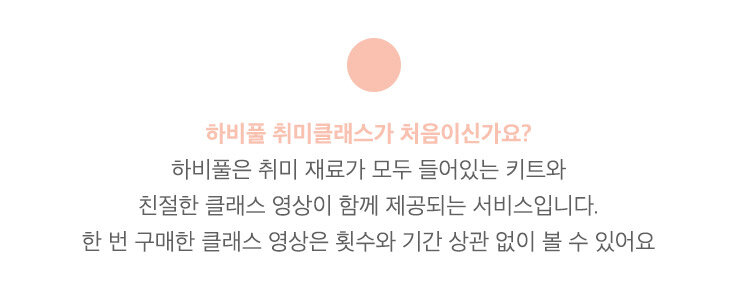 하비풀 취미클래스가 처음이신가요?
하비풀은 취미 재료가 모두 들어있는 키트와
친절한 클래스 영상이 함께 제공되는 서비스입니다.
한 번 구매한 클래스 영상은 횟수와 기간 상관 없이 볼 수 있어요